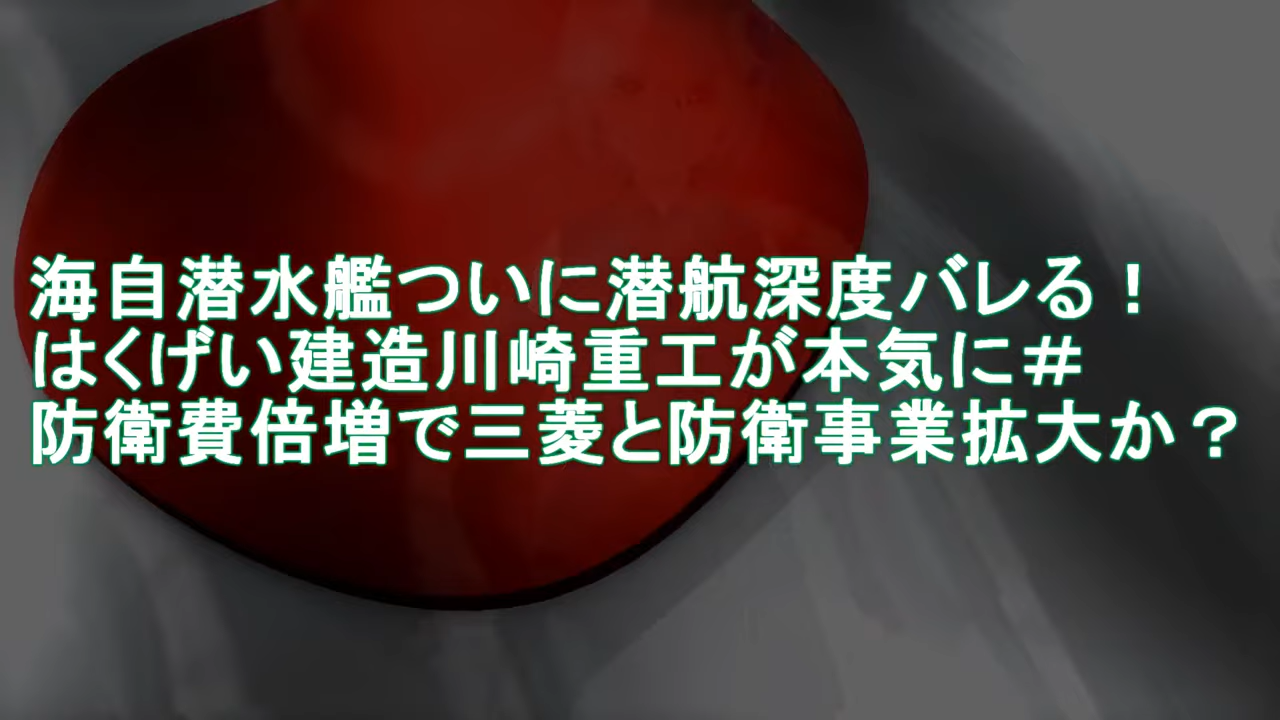 海自潜水艦ついに潜航深度バレる！
はくげい建造川崎重工が本気に＃
防衛費倍増で三菱と防衛事業拡大か？